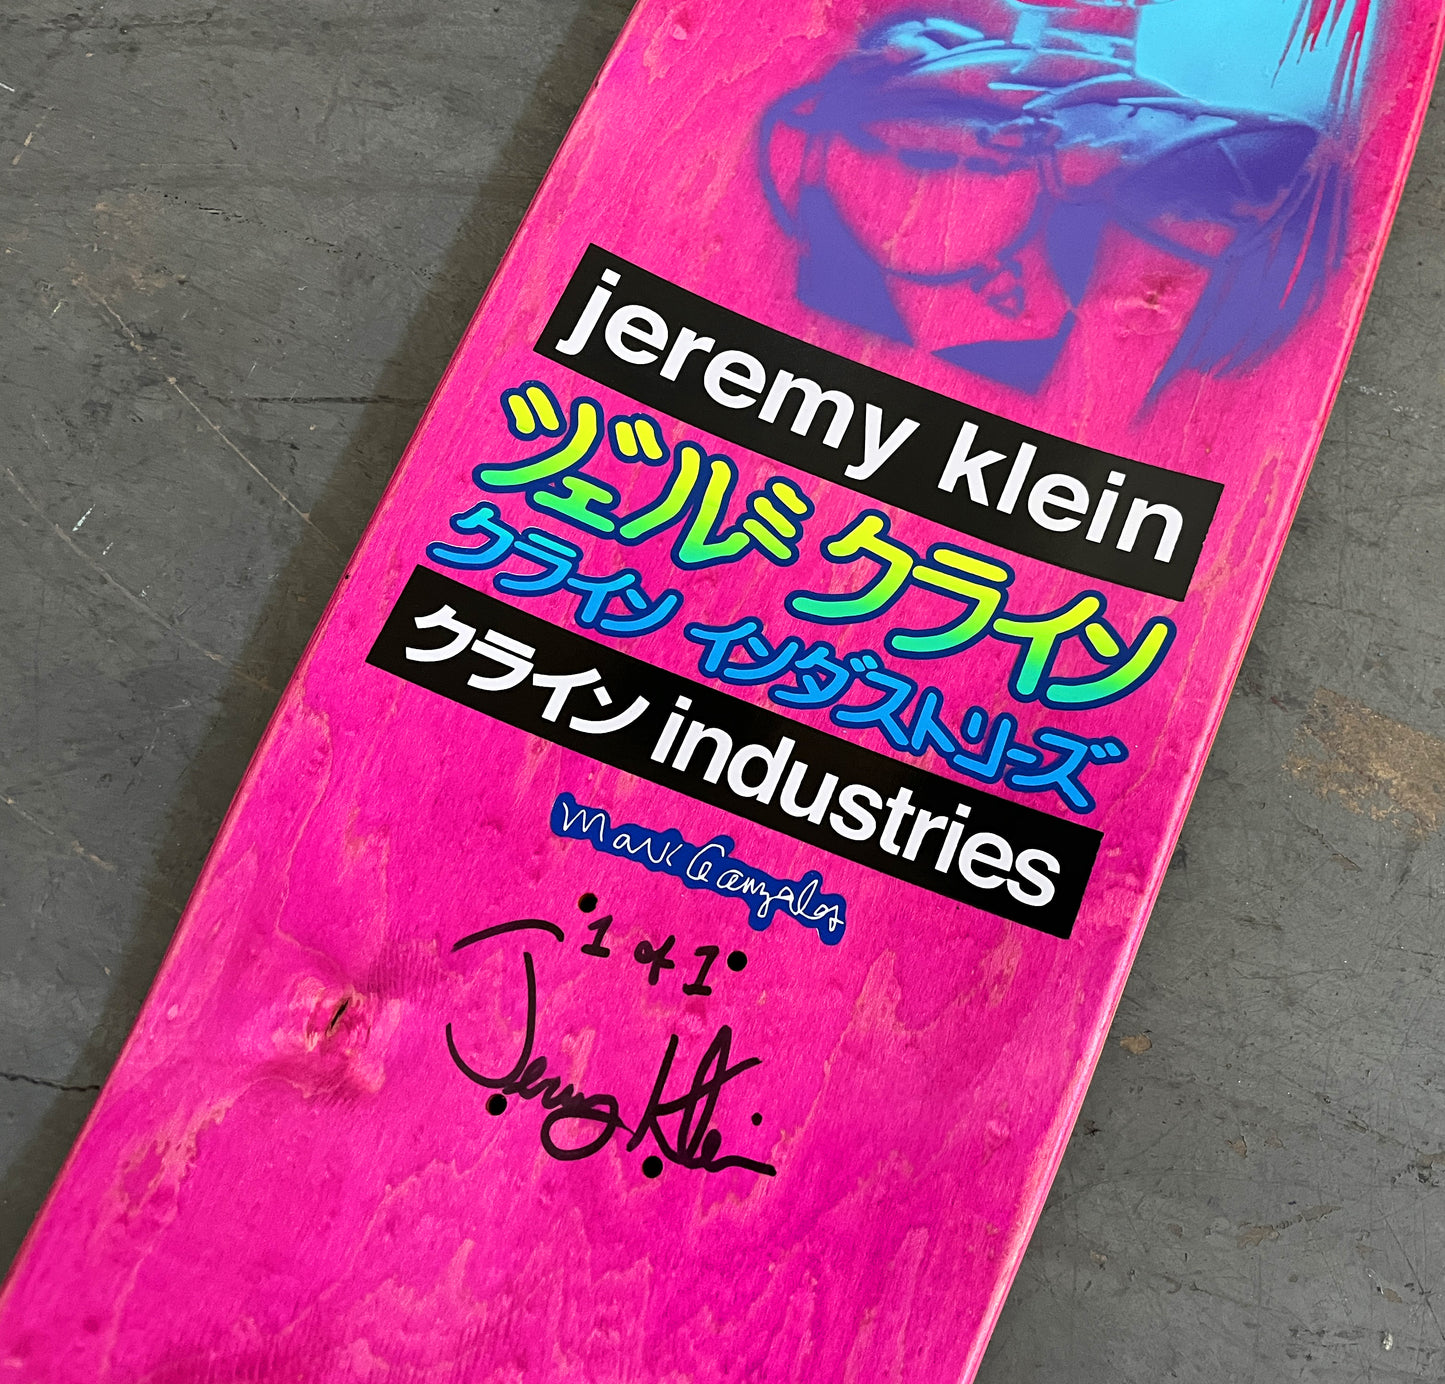 jeremy klein
ジェルミ クライン
クライン インダストリーズ
クライン industries
Mark Gonzales
1 of 1
Jeremy Klein